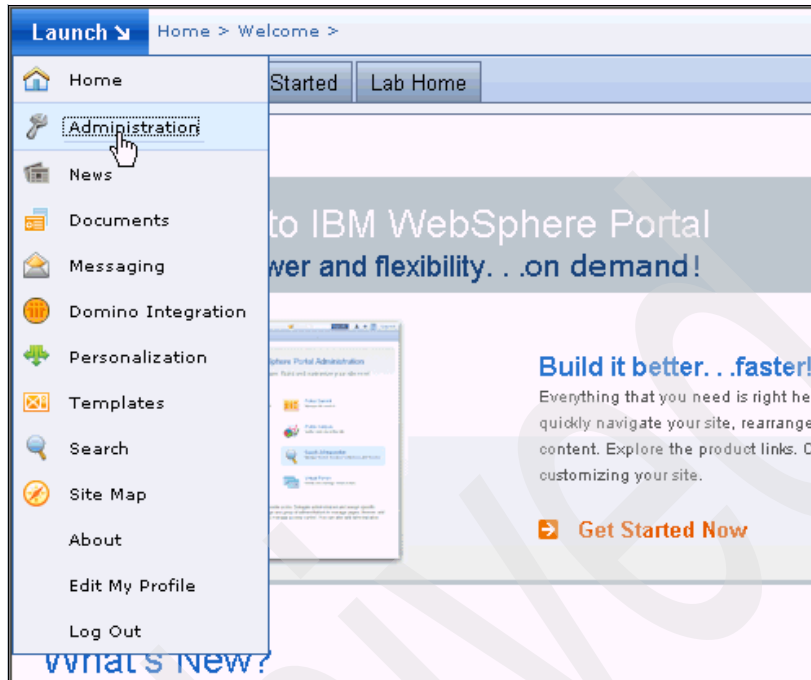 Launch Home > Welcome >
Home
Started Lab Home
Administration
News
Documents
to IBM WebSphere Portal
Messaging
wer and flexibility. . .on demand!
Domino Integration
Personalization
Build it better. . .faster!
Templates
Everything that you need is right he
quickly navigate your site, rearrange
Search
content. Explore the product links. C
customizing your site.
Site Map
Get Started Now
About
Edit My Profile
Log Out
What's New?